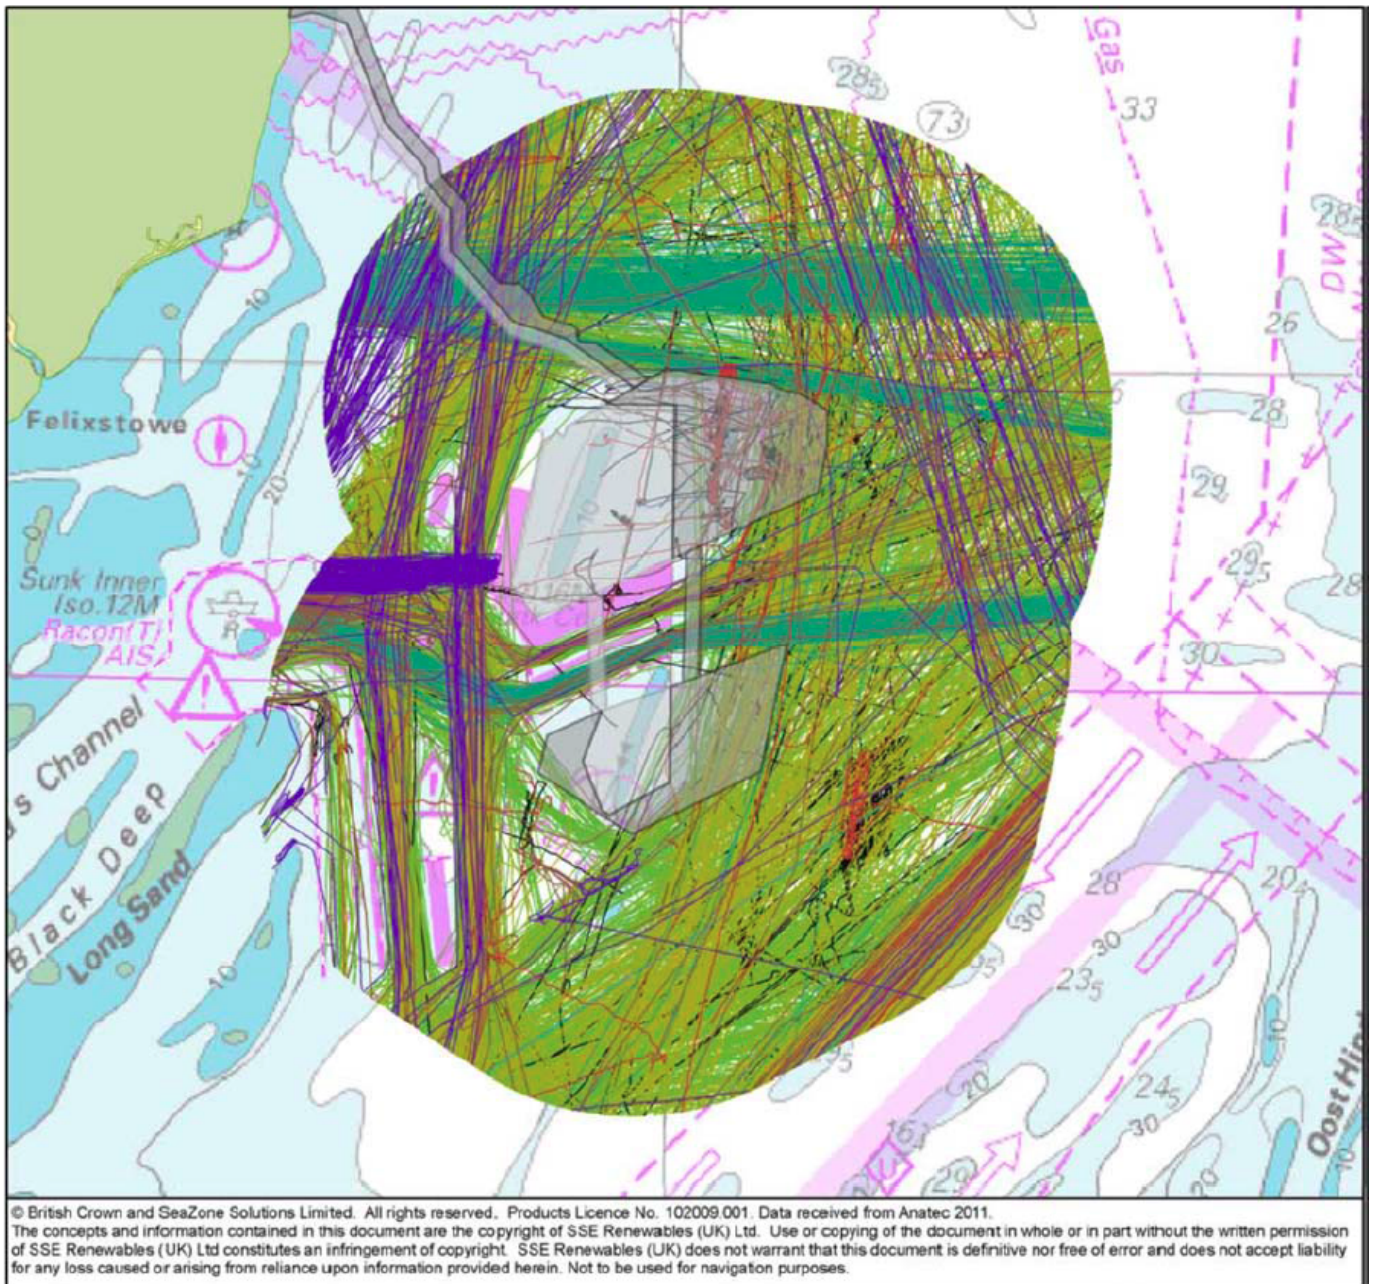 Gas
28₅
33
73
28₅
DW
10
26
Felixstowe
28
10
20
29
10
29₅
28
Sunk Inner
Iso.12M
Racon(T)
AIS
R
30
s Channel
Black Deep
Long Sand
10
28
20
30
30
23₅
24₅
30
20
10
29
20
10
© British Crown and SeaZone Solutions Limited. All rights reserved. Products Licence No. 102009.001. Data received from Anatec 2011.
The concepts and information contained in this document are the copyright of SSE Renewables (UK) Ltd. Use or copying of the document in whole or in part without the written permission
of SSE Renewables (UK) Ltd constitutes an infringement of copyright. SSE Renewables (UK) does not warrant that this document is definitive nor free of error and does not accept liability
for any loss caused or arising from reliance upon information provided herein. Not to be used for navigation purposes.